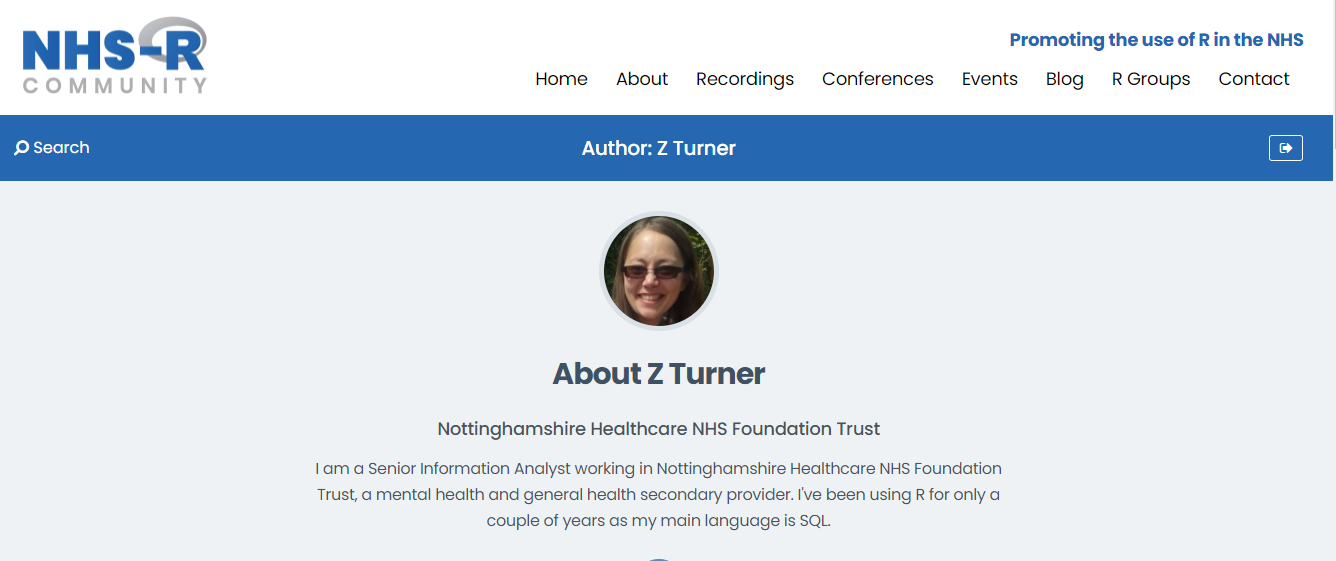 NHS-R
COMMUNITY
Promoting the use of R in the NHS
Home About Recordings Conferences Events Blog R Groups Contact
Search
Author: Z Turner
About Z Turner
Nottinghamshire Healthcare NHS Foundation Trust
I am a Senior Information Analyst working in Nottinghamshire Healthcare NHS Foundation
Trust, a mental health and general health secondary provider. I've been using R for only a
couple of years as my main language is SQL.